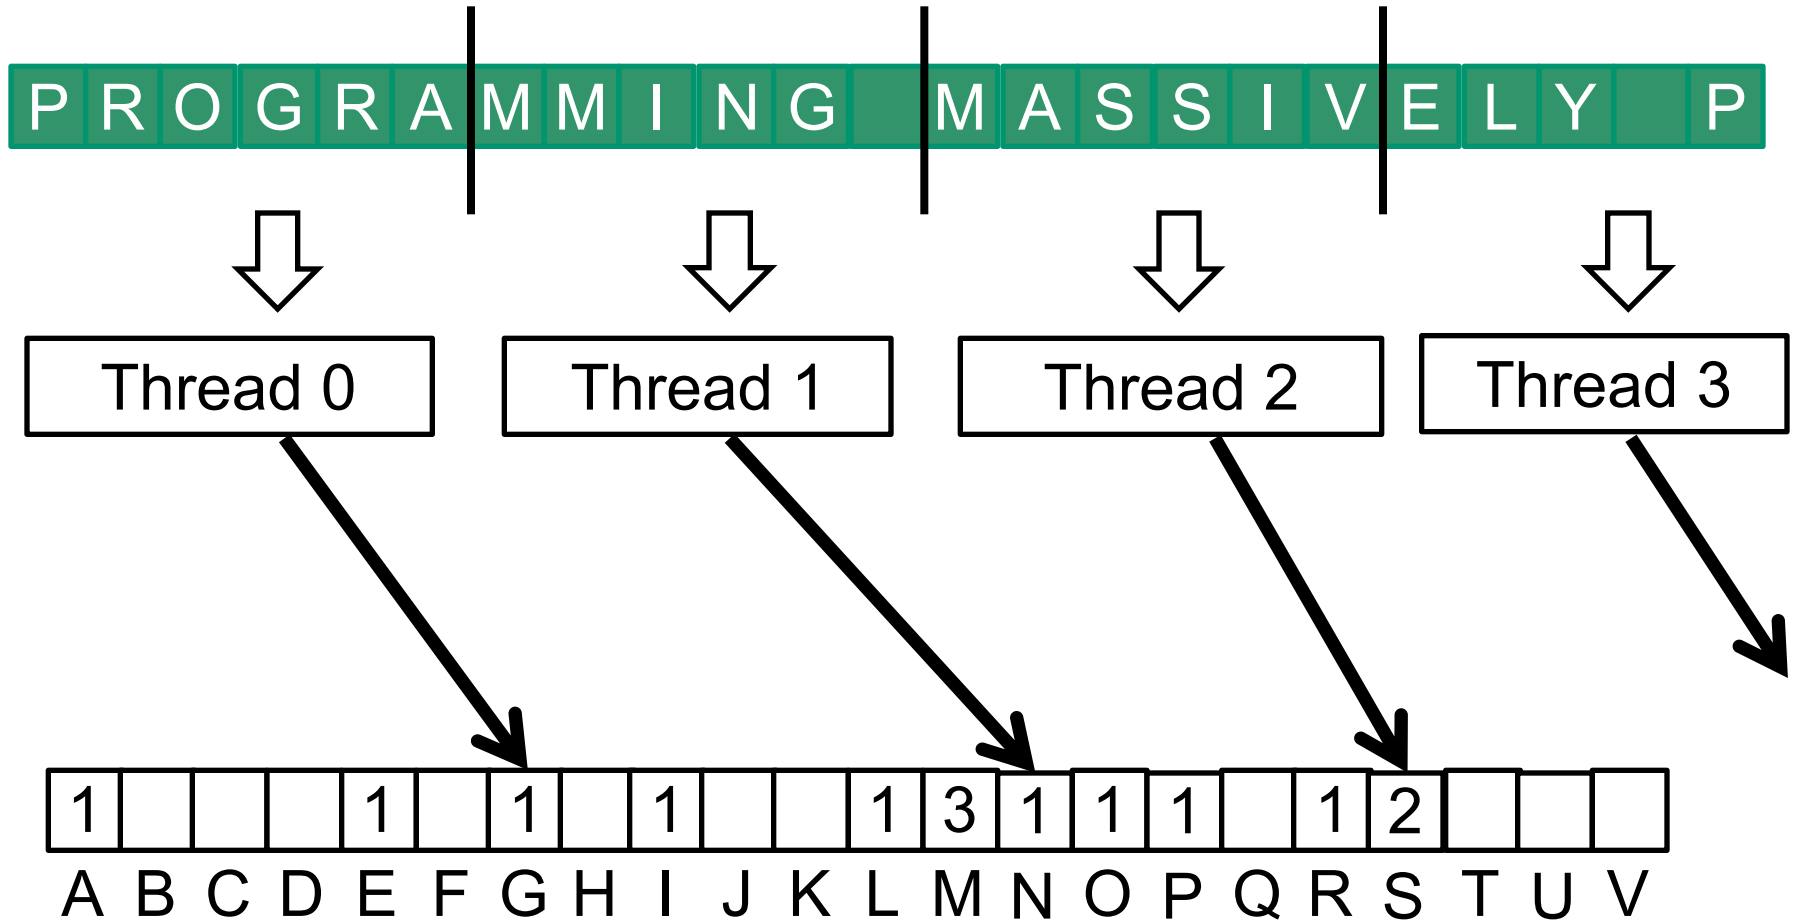 P R O G R A M M I N G M A S S I V E L Y P
Thread 0 Thread 1 Thread 2 Thread 3
1 1 1 1 1 3 1 1 1 1 2
A B C D E F G H I J K L M N O P Q R S T U V